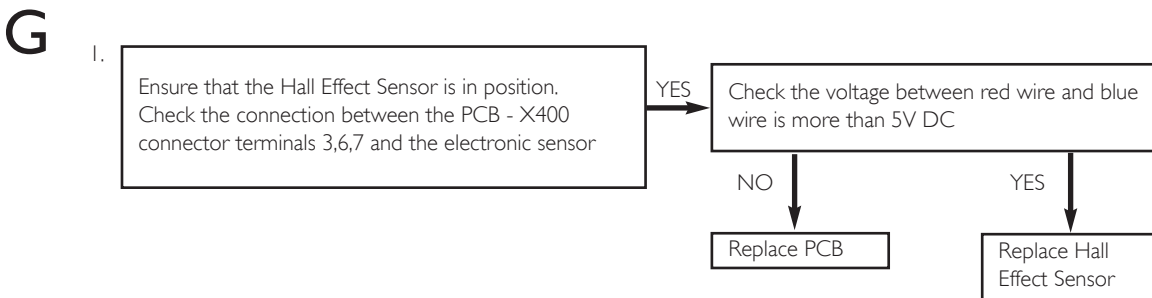 G
1.
Ensure that the Hall Effect Sensor is in position.
Check the connection between the PCB - X400
connector terminals 3,6,7 and the electronic sensor
YES
Check the voltage between red wire and blue
wire is more than 5V DC
NO
YES
Replace PCB
Replace Hall
Effect Sensor